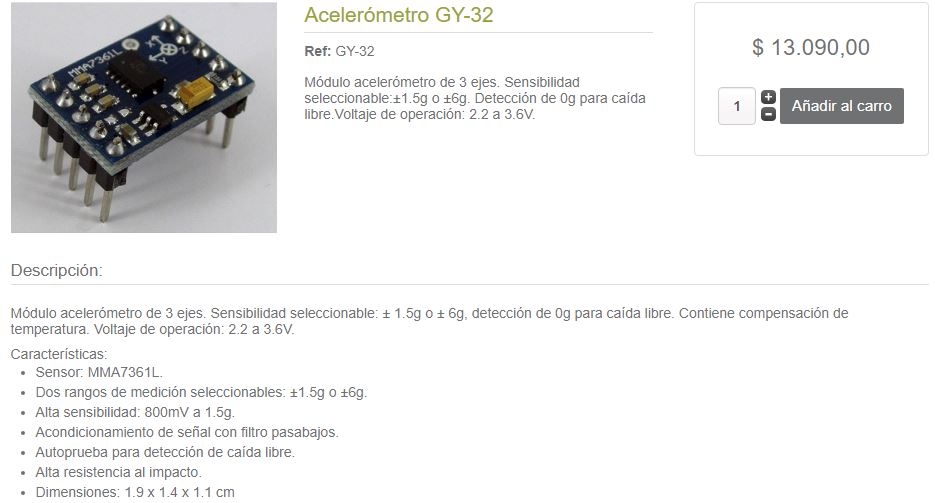 MMA7361L
X
Y
Z
Acelerómetro GY-32
Ref: GY-32
Módulo acelerómetro de 3 ejes. Sensibilidad
seleccionable:±1.5g o ±6g. Detección de 0g para caída
libre.Voltaje de operación: 2.2 a 3.6V.
$ 13.090,00
1
Añadir al carro
Descripción:
Módulo acelerómetro de 3 ejes. Sensibilidad seleccionable: ± 1.5g o ± 6g, detección de 0g para caída libre. Contiene compensación de
temperatura. Voltaje de operación: 2.2 a 3.6V.
Características:
Sensor: MMA7361L.
Dos rangos de medición seleccionables: ±1.5g o ±6g.
Alta sensibilidad: 800mV a 1.5g.
Acondicionamiento de señal con filtro pasabajos.
Autoprueba para detección de caída libre.
Alta resistencia al impacto.
Dimensiones: 1.9 x 1.4 x 1.1 cm